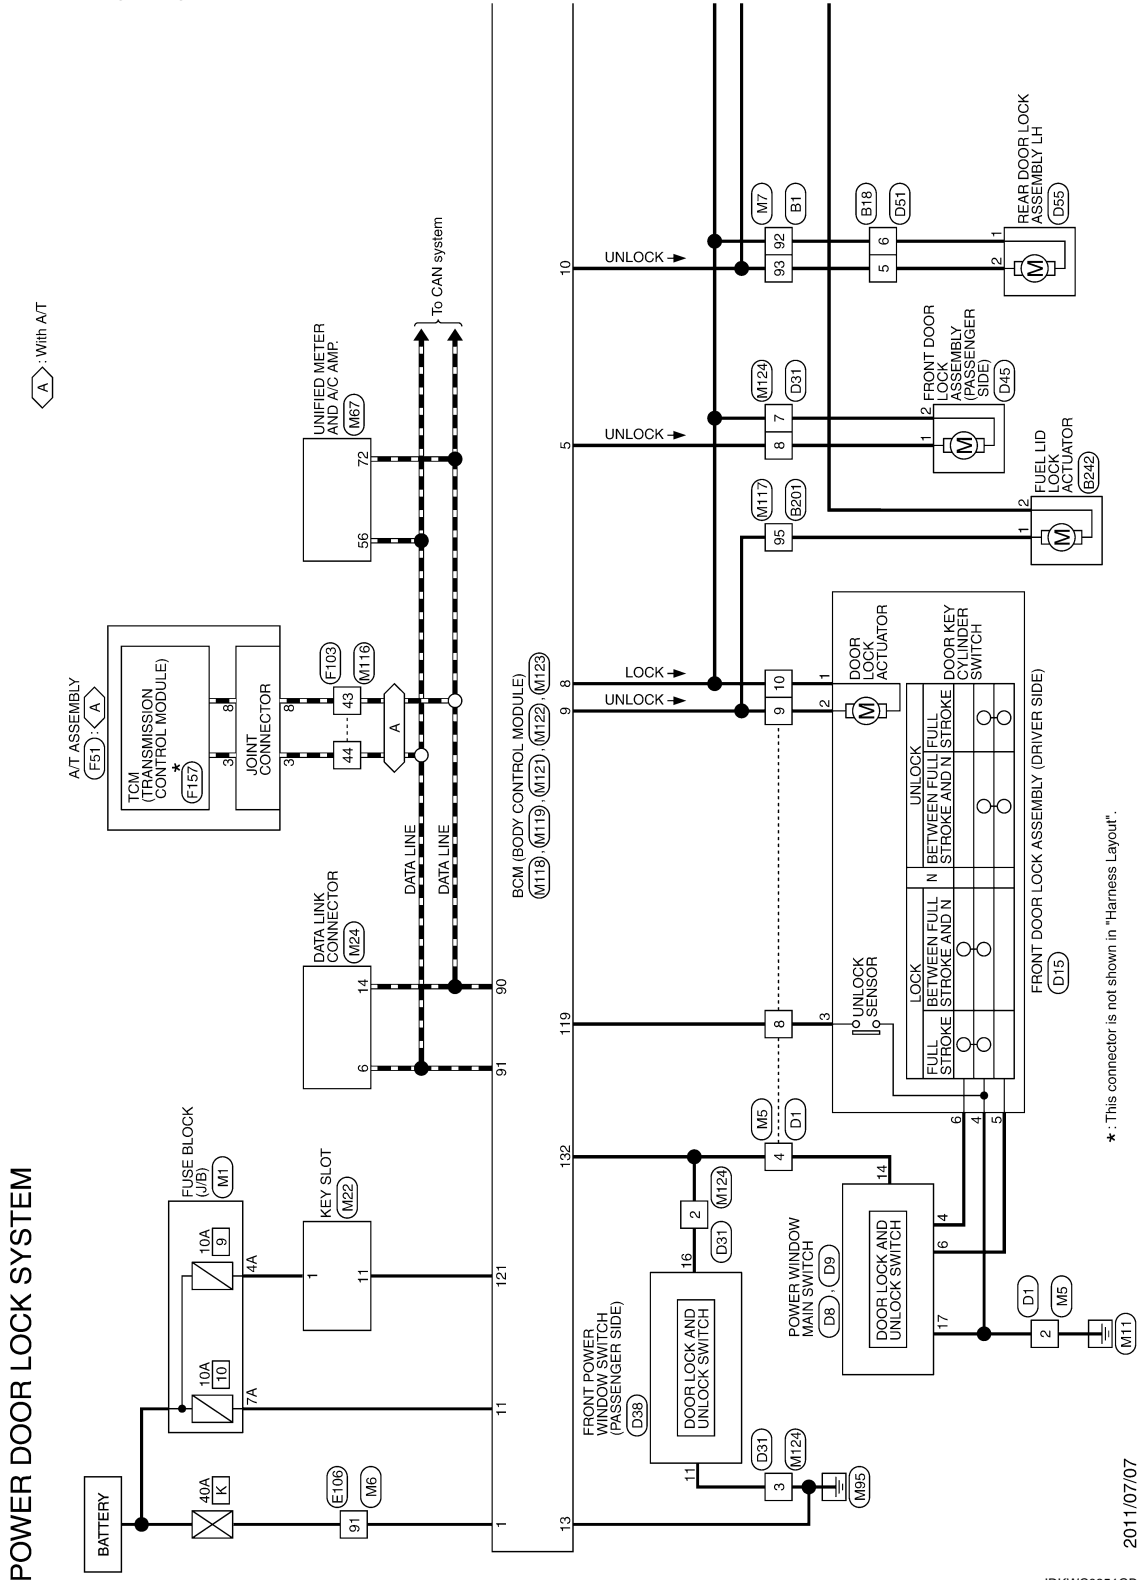 POWER DOOR LOCK SYSTEM
A : With A/T
BATTERY
40A
K
E106
91
M6
1
FUSE BLOCK
(J/B)
M1
10A
10
7A
11
10A
9
4A
KEY SLOT
M22
1
11
121
DATA LINK
CONNECTOR
M24
6
14
91
90
DATA LINE
DATA LINE
A/T ASSEMBLY
F51 : A
TCM
(TRANSMISSION
CONTROL MODULE)
*
F157
3
8
JOINT
CONNECTOR
3
8
F103
44
43
M116
A
UNIFIED METER
AND A/C AMP.
M67
56
72
To CAN system
BCM (BODY CONTROL MODULE)
M118 , M119 , M121 , M122 , M123
13
132
119
9
8
5
10
UNLOCK
LOCK
UNLOCK
UNLOCK
FRONT POWER
WINDOW SWITCH
(PASSENGER SIDE)
D38
DOOR LOCK AND
UNLOCK SWITCH
11
16
D31
3
M124
M95
M124
2
D31
M5
4
D1
8
9
10
POWER WINDOW
MAIN SWITCH
D8 , D9
DOOR LOCK AND
UNLOCK SWITCH
14
17
6
4
D1
2
M5
M11
3
2
1
UNLOCK
SENSOR
M
DOOR
LOCK
ACTUATOR
DOOR KEY
CYLINDER
SWITCH
LOCK
N
UNLOCK
FULL
STROKE
BETWEEN FULL
STROKE AND N
BETWEEN FULL
STROKE AND N
FULL
STROKE
6
4
5
FRONT DOOR LOCK ASSEMBLY (DRIVER SIDE)
D15
M117
95
B201
1
2
M
FUEL LID
LOCK
ACTUATOR
B242
M124
8
7
D31
1
2
M
FRONT DOOR
LOCK
ASSEMBLY
(PASSENGER
SIDE)
D45
M7
93
92
B1
B18
5
6
D51
2
1
M
REAR DOOR LOCK
ASSEMBLY LH
D55
* : This connector is not shown in "Harness Layout".
2011/07/07